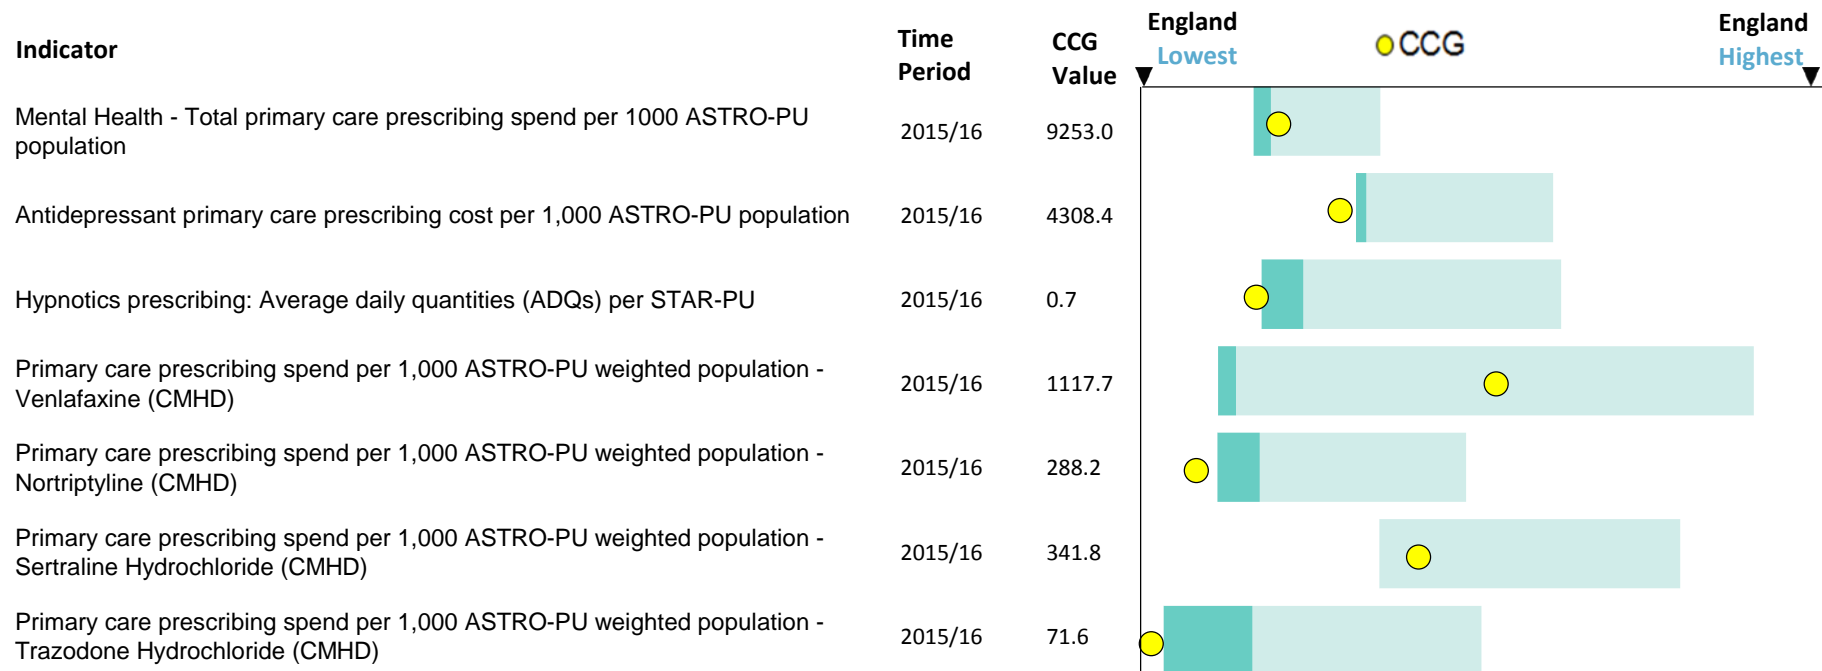 Indicator
Time
Period
CCG
Value
England
Lowest
CCG
England
Highest
Mental Health - Total primary care prescribing spend per 1000 ASTRO-PU
population
2015/16
9253.0
Antidepressant primary care prescribing cost per 1,000 ASTRO-PU population
2015/16
4308.4
Hypnotics prescribing: Average daily quantities (ADQs) per STAR-PU
2015/16
0.7
Primary care prescribing spend per 1,000 ASTRO-PU weighted population -
Venlafaxine (CMHD)
2015/16
1117.7
Primary care prescribing spend per 1,000 ASTRO-PU weighted population -
Nortriptyline (CMHD)
2015/16
288.2
Primary care prescribing spend per 1,000 ASTRO-PU weighted population -
Sertraline Hydrochloride (CMHD)
2015/16
341.8
Primary care prescribing spend per 1,000 ASTRO-PU weighted population -
Trazodone Hydrochloride (CMHD)
2015/16
71.6